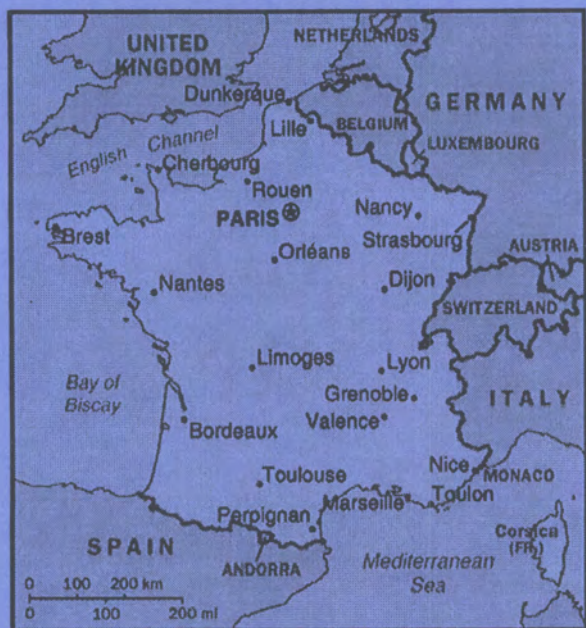 NETHERLANDS
UNITED
KINGDOM
Dunkerque
GERMANY
Lille
BELGIUM
English Channel
LUXEMBOURG
Cherbourg
Rouen
PARIS
Nancy
Strasbourg
Brest
AUSTRIA
Orléans
Dijon
Nantes
SWITZERLAND
Limoges
Lyon
Bay of
Biscay
Grenoble
ITALY
Valence
Bordeaux
Nice
MONACO
Toulouse
Marseille
Toulon
Perpignan
Corsica
(FR.)
SPAIN
ANDORRA
Mediterranean
Sea
0 100 200 km
0 100 200 mi